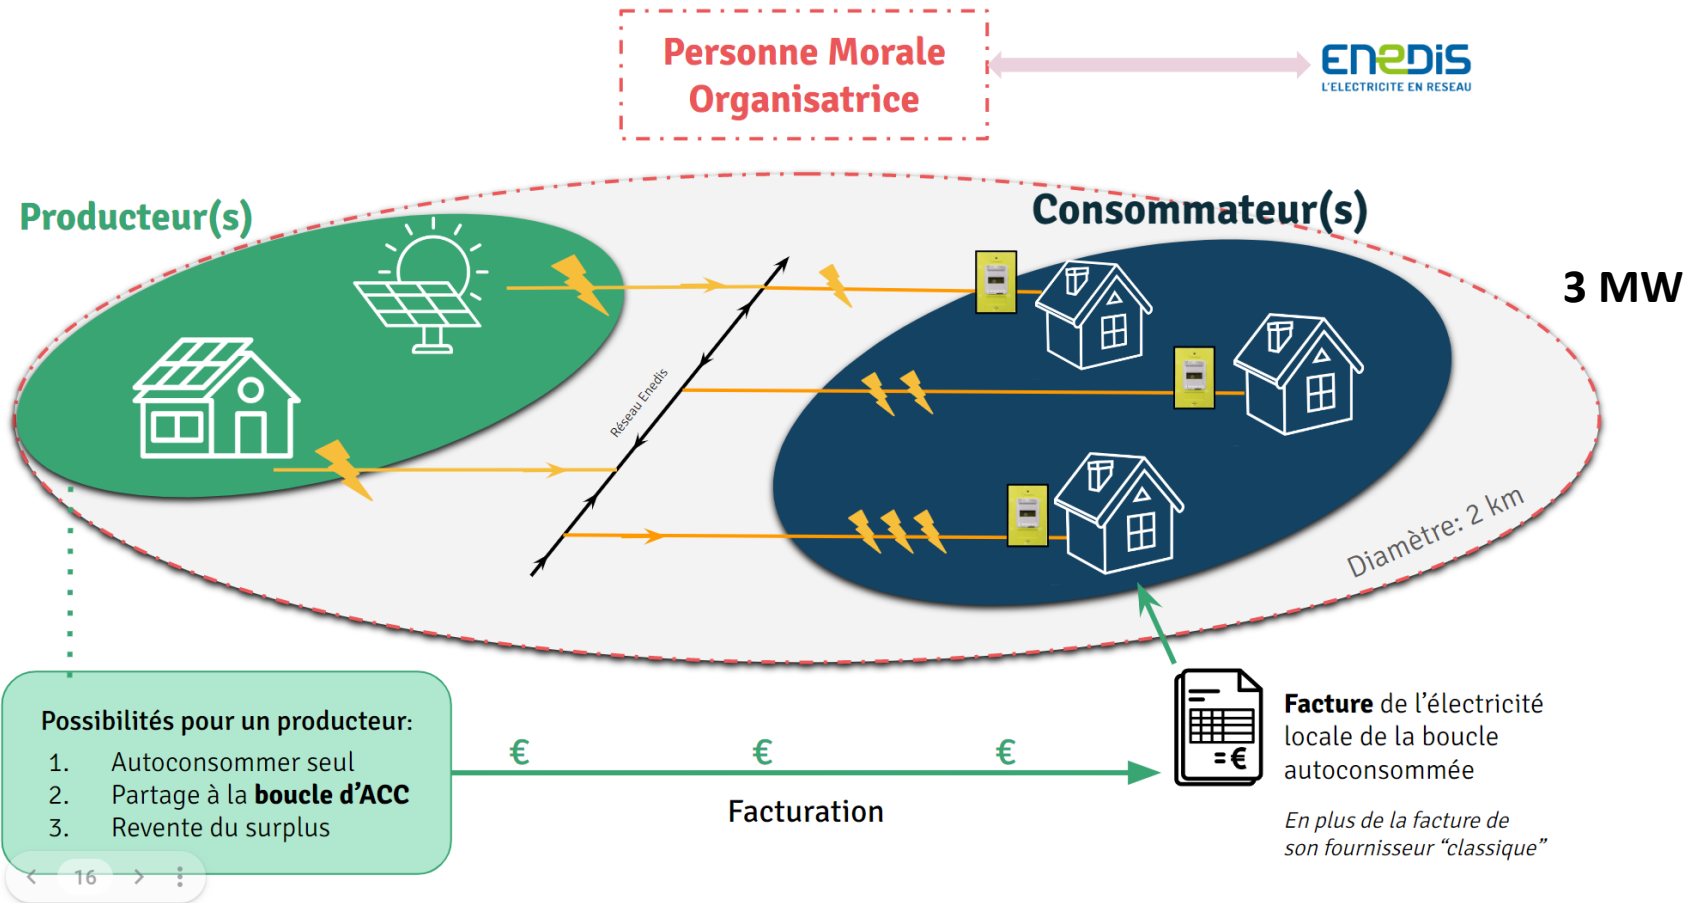 Personne Morale
Organisatrice
ENEDIS
L'ELECTRICITE EN RESEAU
Producteur(s)
Consommateur(s)
3 MW
Réseau Enedis
Diamètre: 2 km
Possibilités pour un producteur:
1. Autoconsommer seul
2. Partage à la boucle d'ACC
3. Revente du surplus
€ € €
Facturation
= €
Facture de l'électricité
locale de la boucle
autoconsommée
En plus de la facture de
son fournisseur “classique”
16